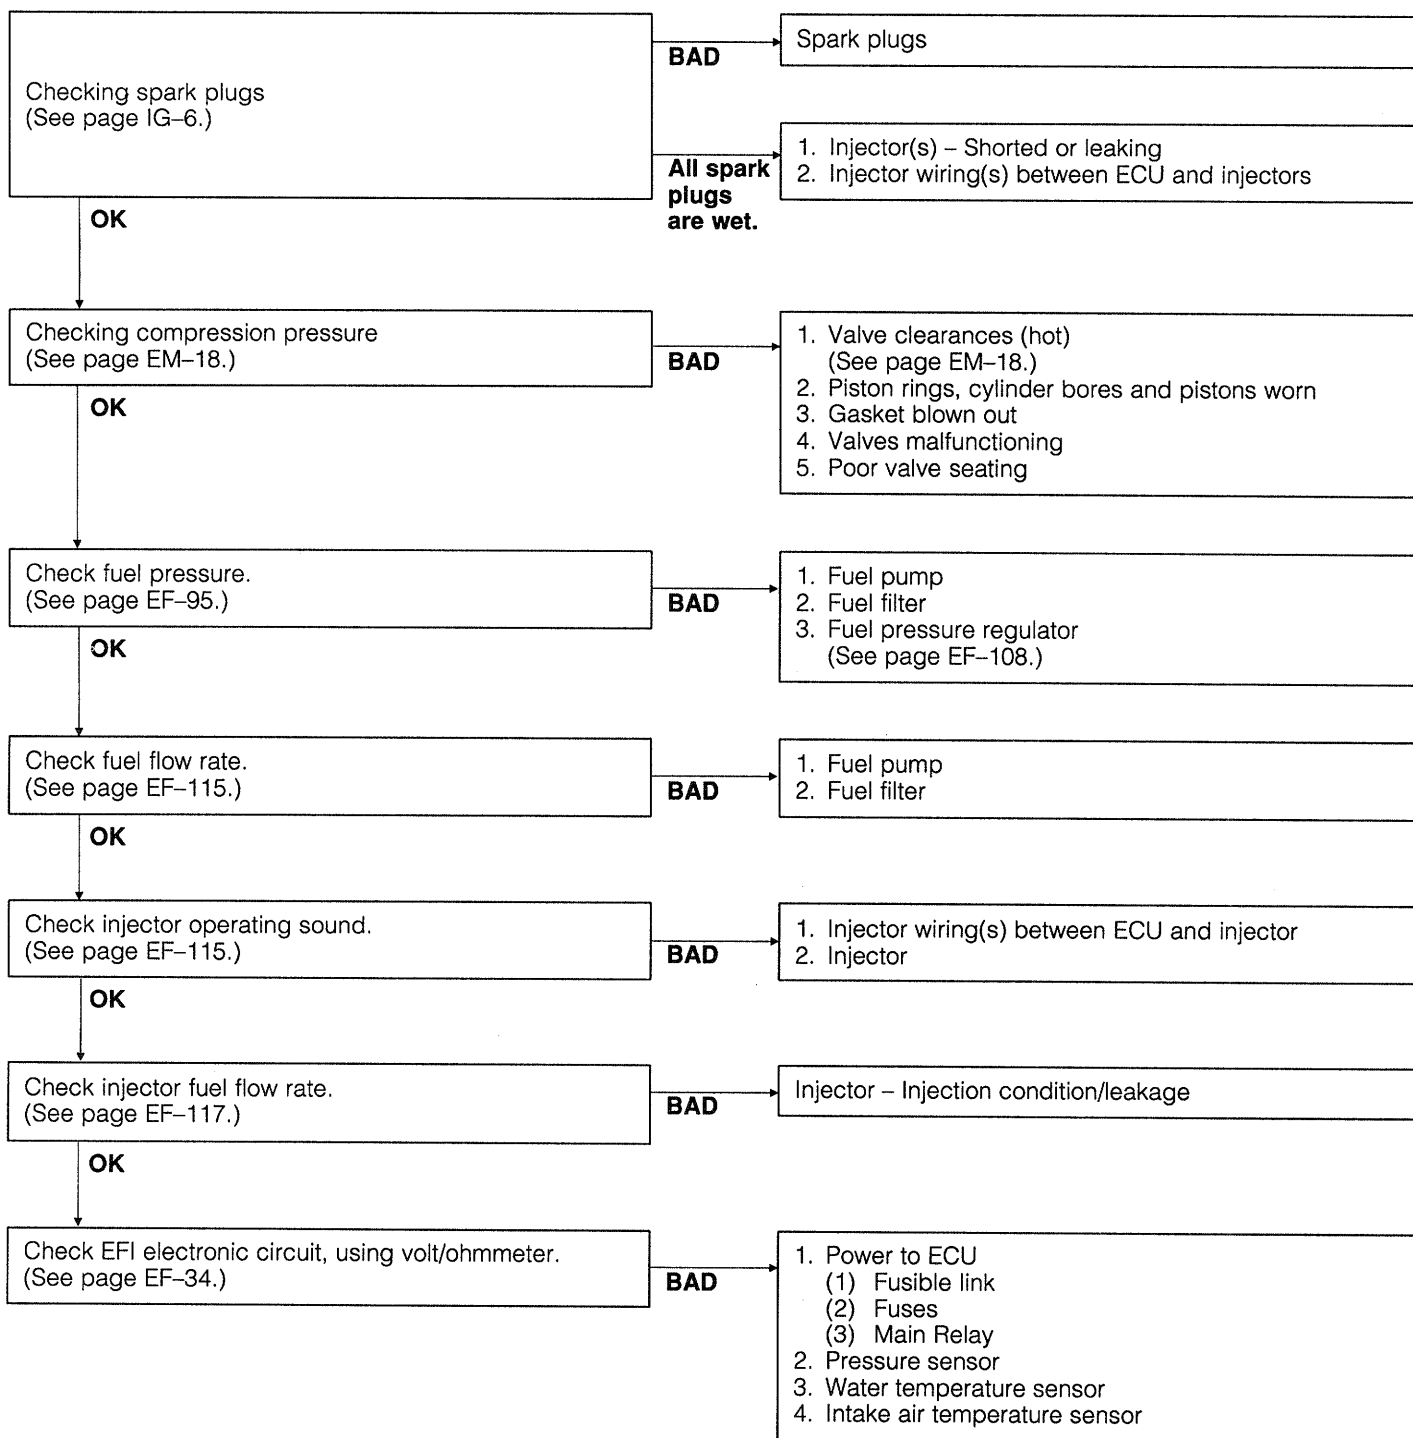 Checking spark plugs
(See page IG–6.)
BAD
Spark plugs
All spark
plugs
are wet.
1. Injector(s) – Shorted or leaking
2. Injector wiring(s) between ECU and injectors
OK
Checking compression pressure
(See page EM–18.)
BAD
1. Valve clearances (hot)
(See page EM–18.)
2. Piston rings, cylinder bores and pistons worn
3. Gasket blown out
4. Valves malfunctioning
5. Poor valve seating
OK
Check fuel pressure.
(See page EF–95.)
BAD
1. Fuel pump
2. Fuel filter
3. Fuel pressure regulator
(See page EF–108.)
OK
Check fuel flow rate.
(See page EF–115.)
BAD
1. Fuel pump
2. Fuel filter
OK
Check injector operating sound.
(See page EF–115.)
BAD
1. Injector wiring(s) between ECU and injector
2. Injector
OK
Check injector fuel flow rate.
(See page EF–117.)
BAD
Injector – Injection condition/leakage
OK
Check EFI electronic circuit, using volt/ohmmeter.
(See page EF–34.)
BAD
1. Power to ECU
(1) Fusible link
(2) Fuses
(3) Main Relay
2. Pressure sensor
3. Water temperature sensor
4. Intake air temperature sensor